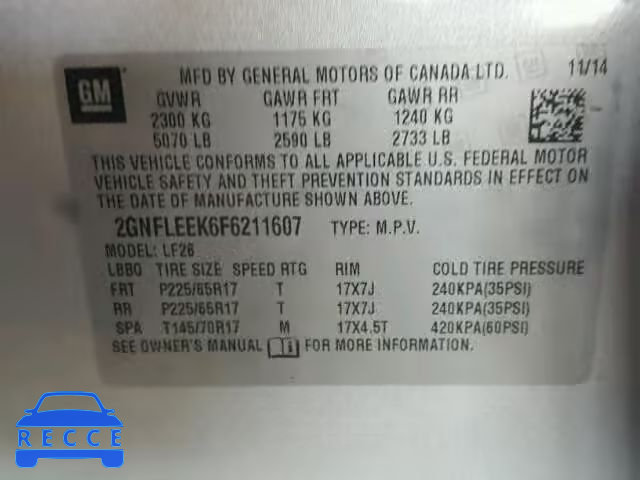 GM
MFD BY GENERAL MOTORS OF CANADA LTD. 11/14
GVWR GAWR FRT GAWR RR
2300 KG 1175 KG 1240 KG
5070 LB 2590 LB 2733 LB
THIS VEHICLE CONFORMS TO ALL APPLICABLE U.S. FEDERAL MOTOR
VEHICLE SAFETY AND THEFT PREVENTION STANDARDS IN EFFECT ON
THE DATE OF MANUFACTURE SHOWN ABOVE.
2GNFLEEK6F6211607 TYPE: M.P.V.
MODEL: LF26
LBBO TIRE SIZE SPEED RTG RIM COLD TIRE PRESSURE
FRT P225/65R17 T 17X7J 240KPA(35PSI)
RR P225/65R17 T 17X7J 240KPA(35PSI)
SPA T145/70R17 M 17X4.5T 420KPA(60PSI)
SEE OWNER'S MANUAL FOR MORE INFORMATION.
RECCE